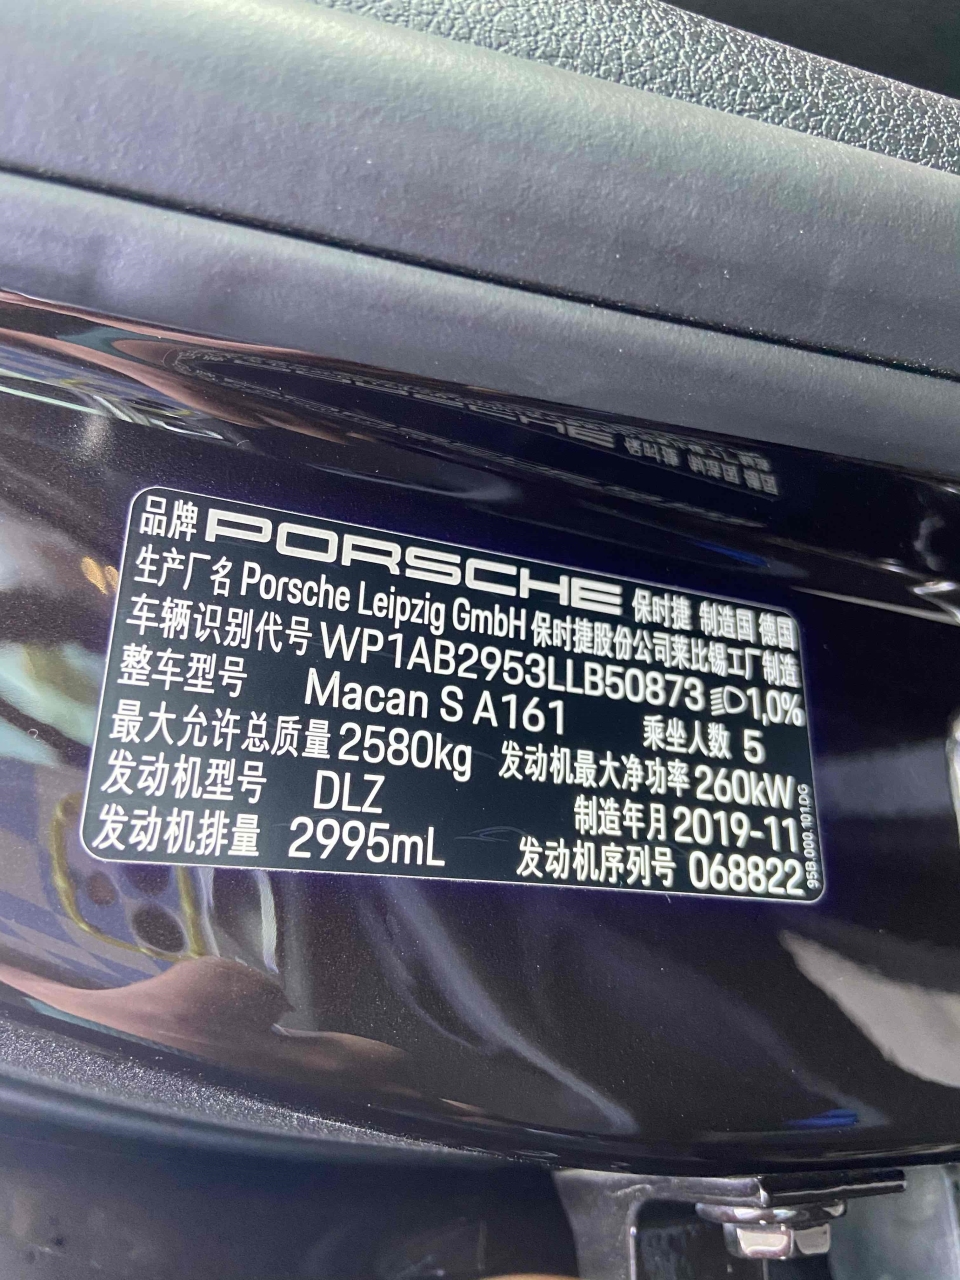 品牌 PORSCHE 保时捷 制造国 德国
生产厂名 Porsche Leipzig GmbH 保时捷股份公司莱比锡工厂制造
车辆识别代号 WP1AB2953LLB50873 1,0%
整车型号 Macan S A161 乘坐人数 5
最大允许总质量 2580kg 发动机最大净功率 260kW
发动机型号 DLZ 制造年月 2019-11
发动机排量 2995mL 发动机序列号 068822
95B.000.101.DG